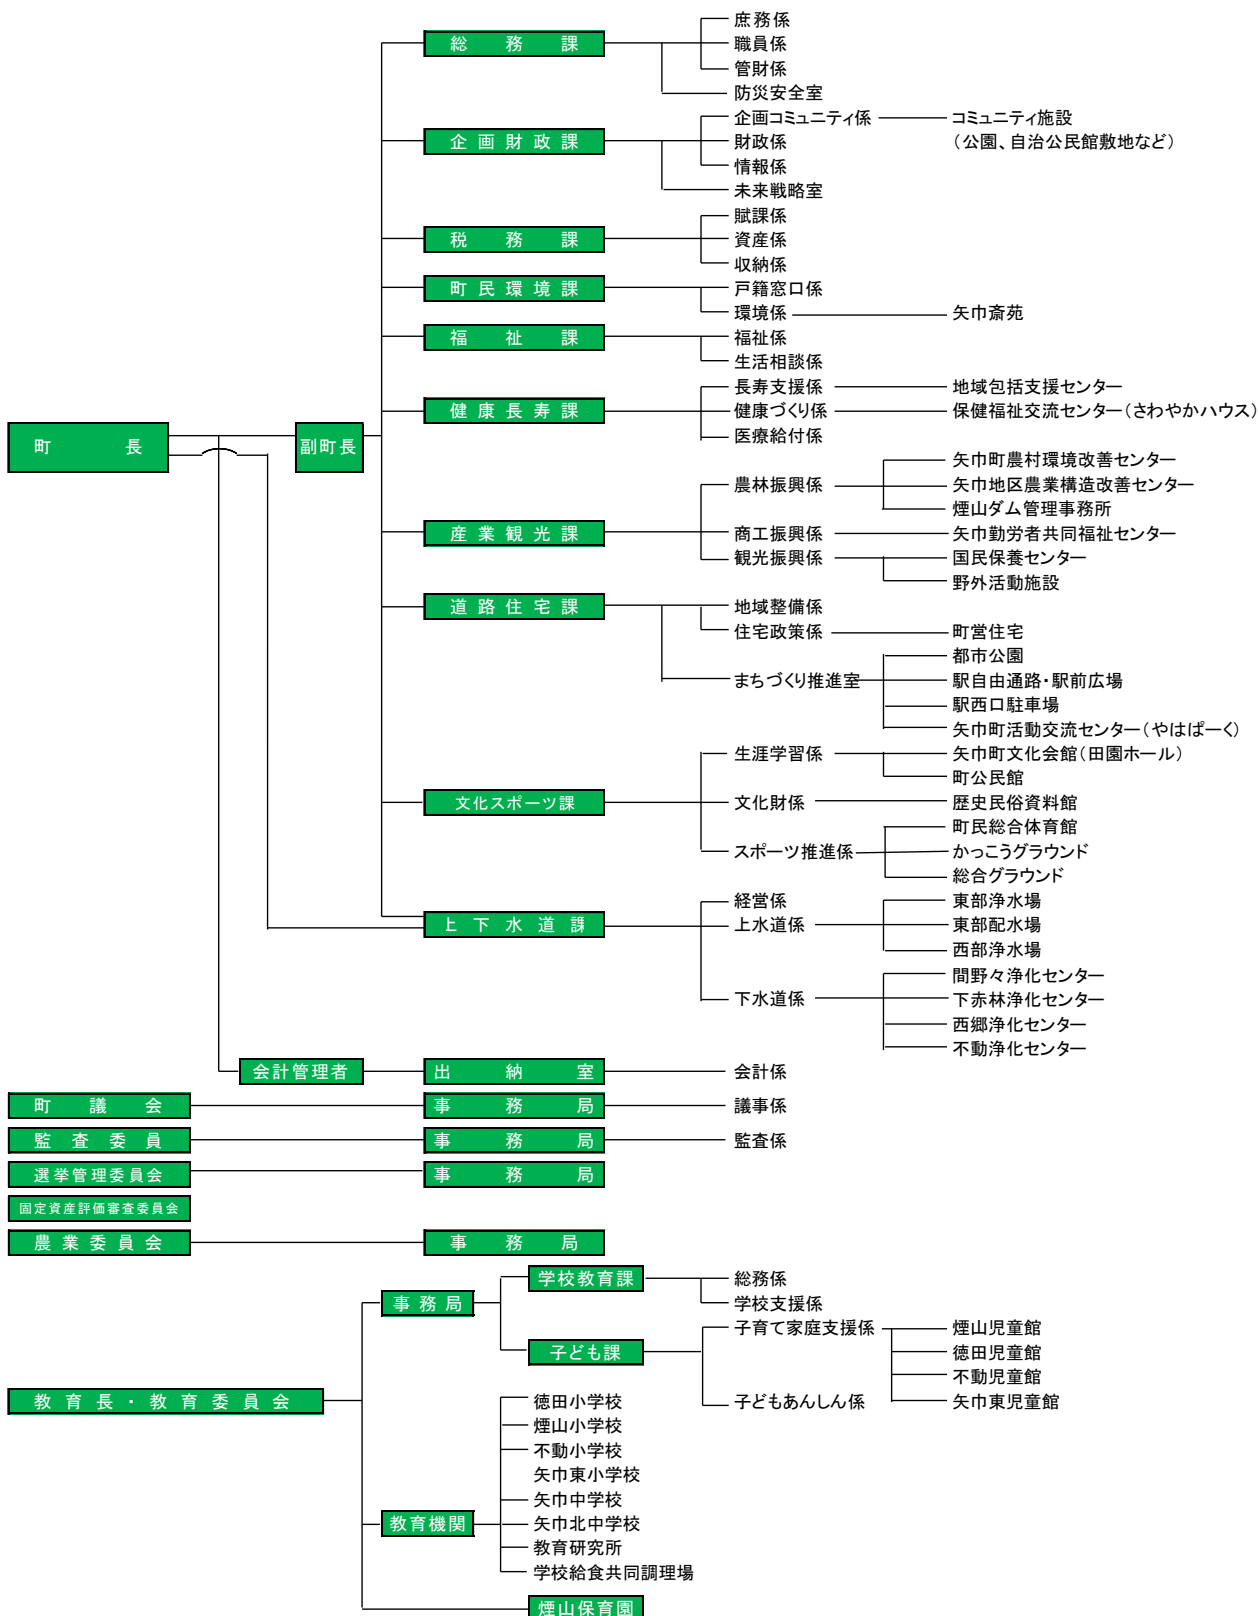 庶務係
総務課
職員係
管財係
防災安全室
企画コミュニティ係
コミュニティ施設
企画財政課
財政係
（公園、自治公民館敷地など）
情報係
未来戦略室
賦課係
税務課
資産係
収納係
町民環境課
戸籍窓口係
環境係
矢巾斎苑
福祉課
福祉係
生活相談係
長寿支援係
地域包括支援センター
健康長寿課
健康づくり係
保健福祉交流センター（さわやかハウス）
医療給付係
町長
副町長
矢巾町農村環境改善センター
農林振興係
矢巾地区農業構造改善センター
煙山ダム管理事務所
産業観光課
商工振興係
矢巾勤労者共同福祉センター
観光振興係
国民保養センター
野外活動施設
道路住宅課
地域整備係
住宅政策係
町営住宅
都市公園
まちづくり推進室
駅自由通路・駅前広場
駅西口駐車場
矢巾町活動交流センター（やはぱーく）
生涯学習係
矢巾町文化会館（田園ホール）
町公民館
文化スポーツ課
文化財係
歴史民俗資料館
町民総合体育館
スポーツ推進係
かっこうグラウンド
総合グラウンド
経営係
東部浄水場
上下水道課
上水道係
東部配水場
西部浄水場
間野々浄化センター
下水道係
下赤林浄化センター
西郷浄化センター
不動浄化センター
会計管理者
出納室
会計係
町議会
事務局
議事係
監査委員
事務局
監査係
選挙管理委員会
事務局
固定資産評価審査委員会
農業委員会
事務局
学校教育課
総務係
事務局
学校支援係
子育て家庭支援係
煙山児童館
子ども課
徳田児童館
不動児童館
教育長・教育委員会
子どもあんしん係
矢巾東児童館
徳田小学校
煙山小学校
不動小学校
矢巾東小学校
矢巾中学校
教育機関
矢巾北中学校
教育研究所
学校給食共同調理場
煙山保育園